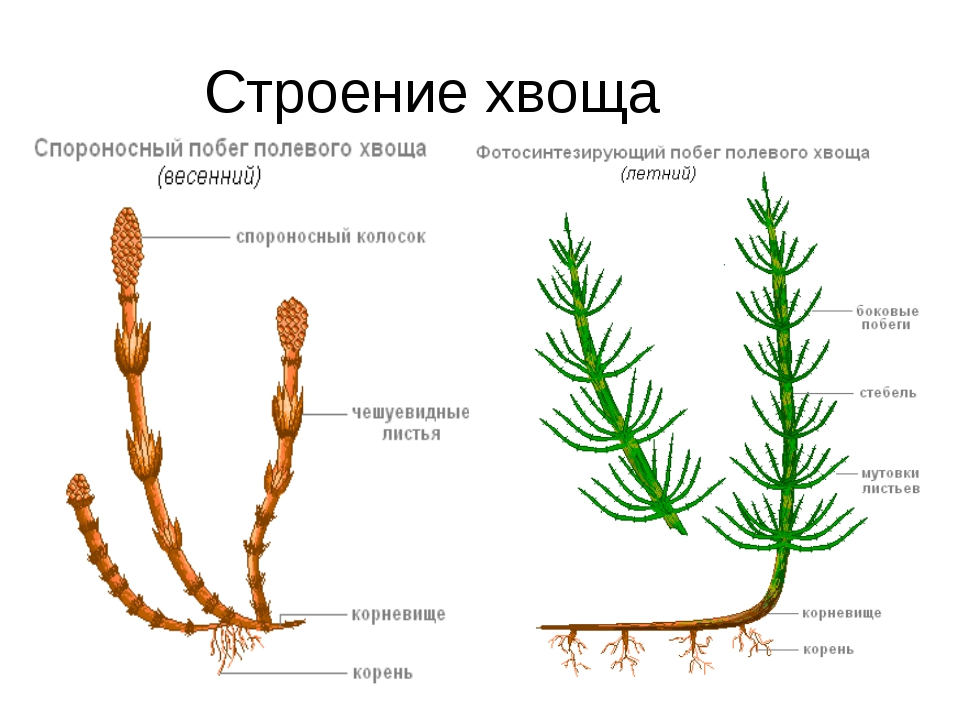 Строение хвоща
Спороносный побег полевого хвоща
(весенний)
спороносный колосок
чешуевидные
листья
корневище
корень
Фотосинтезирующий побег полевого хвоща
(летний)
боковые
побеги
стебель
мутовки
листьев
корневище
корень